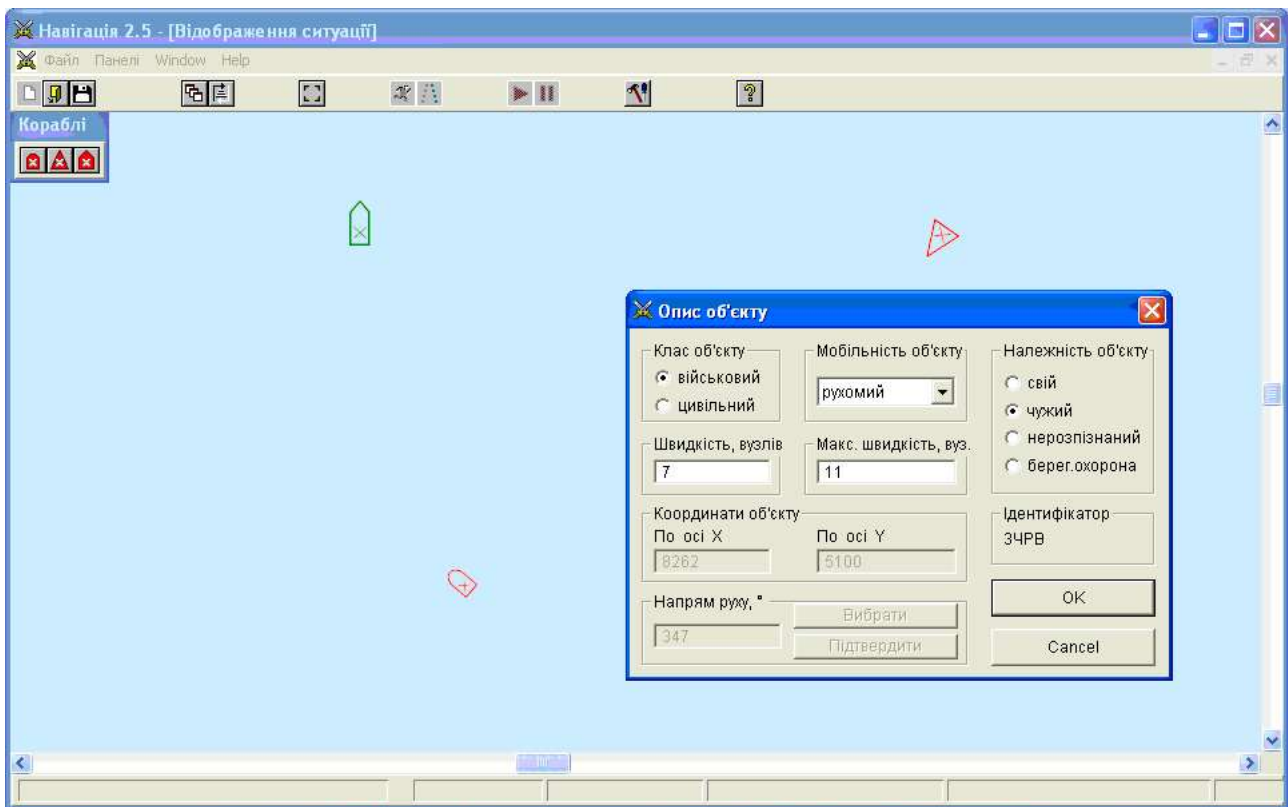 Навігація 2.5 - [Відображення ситуації]
Файл Панелі Window Help
Кораблі
Опис об'єкту
Клас об'єкту
військовий
цивільний
Мобільність об'єкту
рухомий
Належність об'єкту
свій
чужий
нерозпізнаний
берег.охорона
Швидкість, вузлів
7
Макс. швидкість, вуз.
11
Координати об'єкту
По осі X
8262
По осі Y
5100
Ідентифікатор
3ЧРВ
Напрям руху, °
347
Вибрати
Підтвердити
OK
Cancel